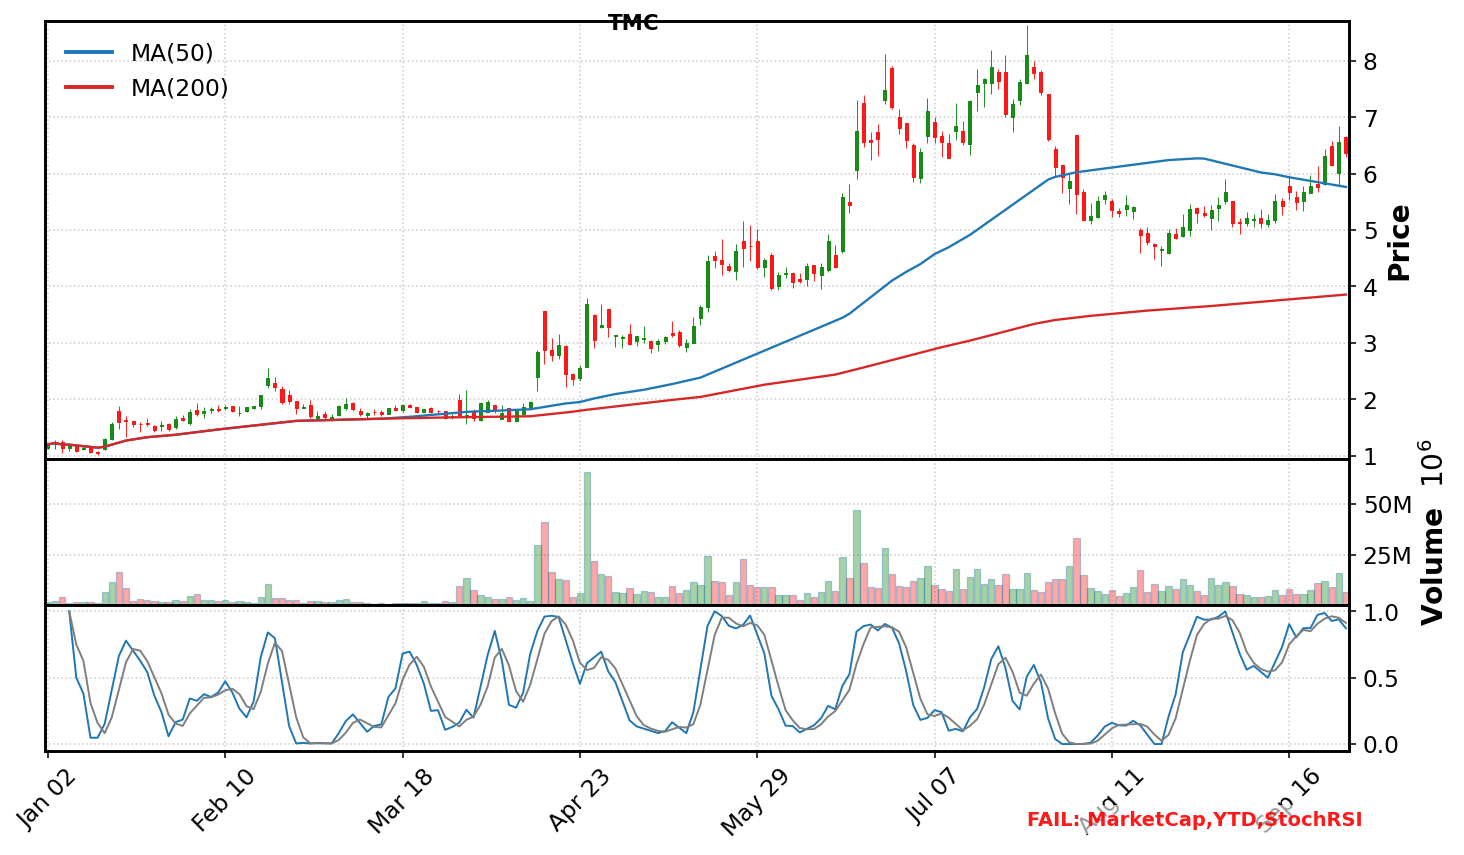 TMC
MA(50)
MA(200)
8
7
6
5
4
3
2
1
Price
50M
25M
Volume 10^6
1.0
0.5
0.0
Jan 02
Feb 10
Mar 18
Apr 23
May 29
Jul 07
Aug 11
Sep 16
FAIL: MarketCap,YTD,StochRSI